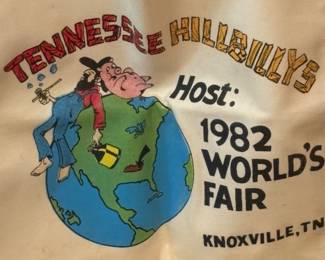 TENNESSEE HILLBILLYS
Host:
1982
WORLD'S
FAIR
KNOXVILLE, TN